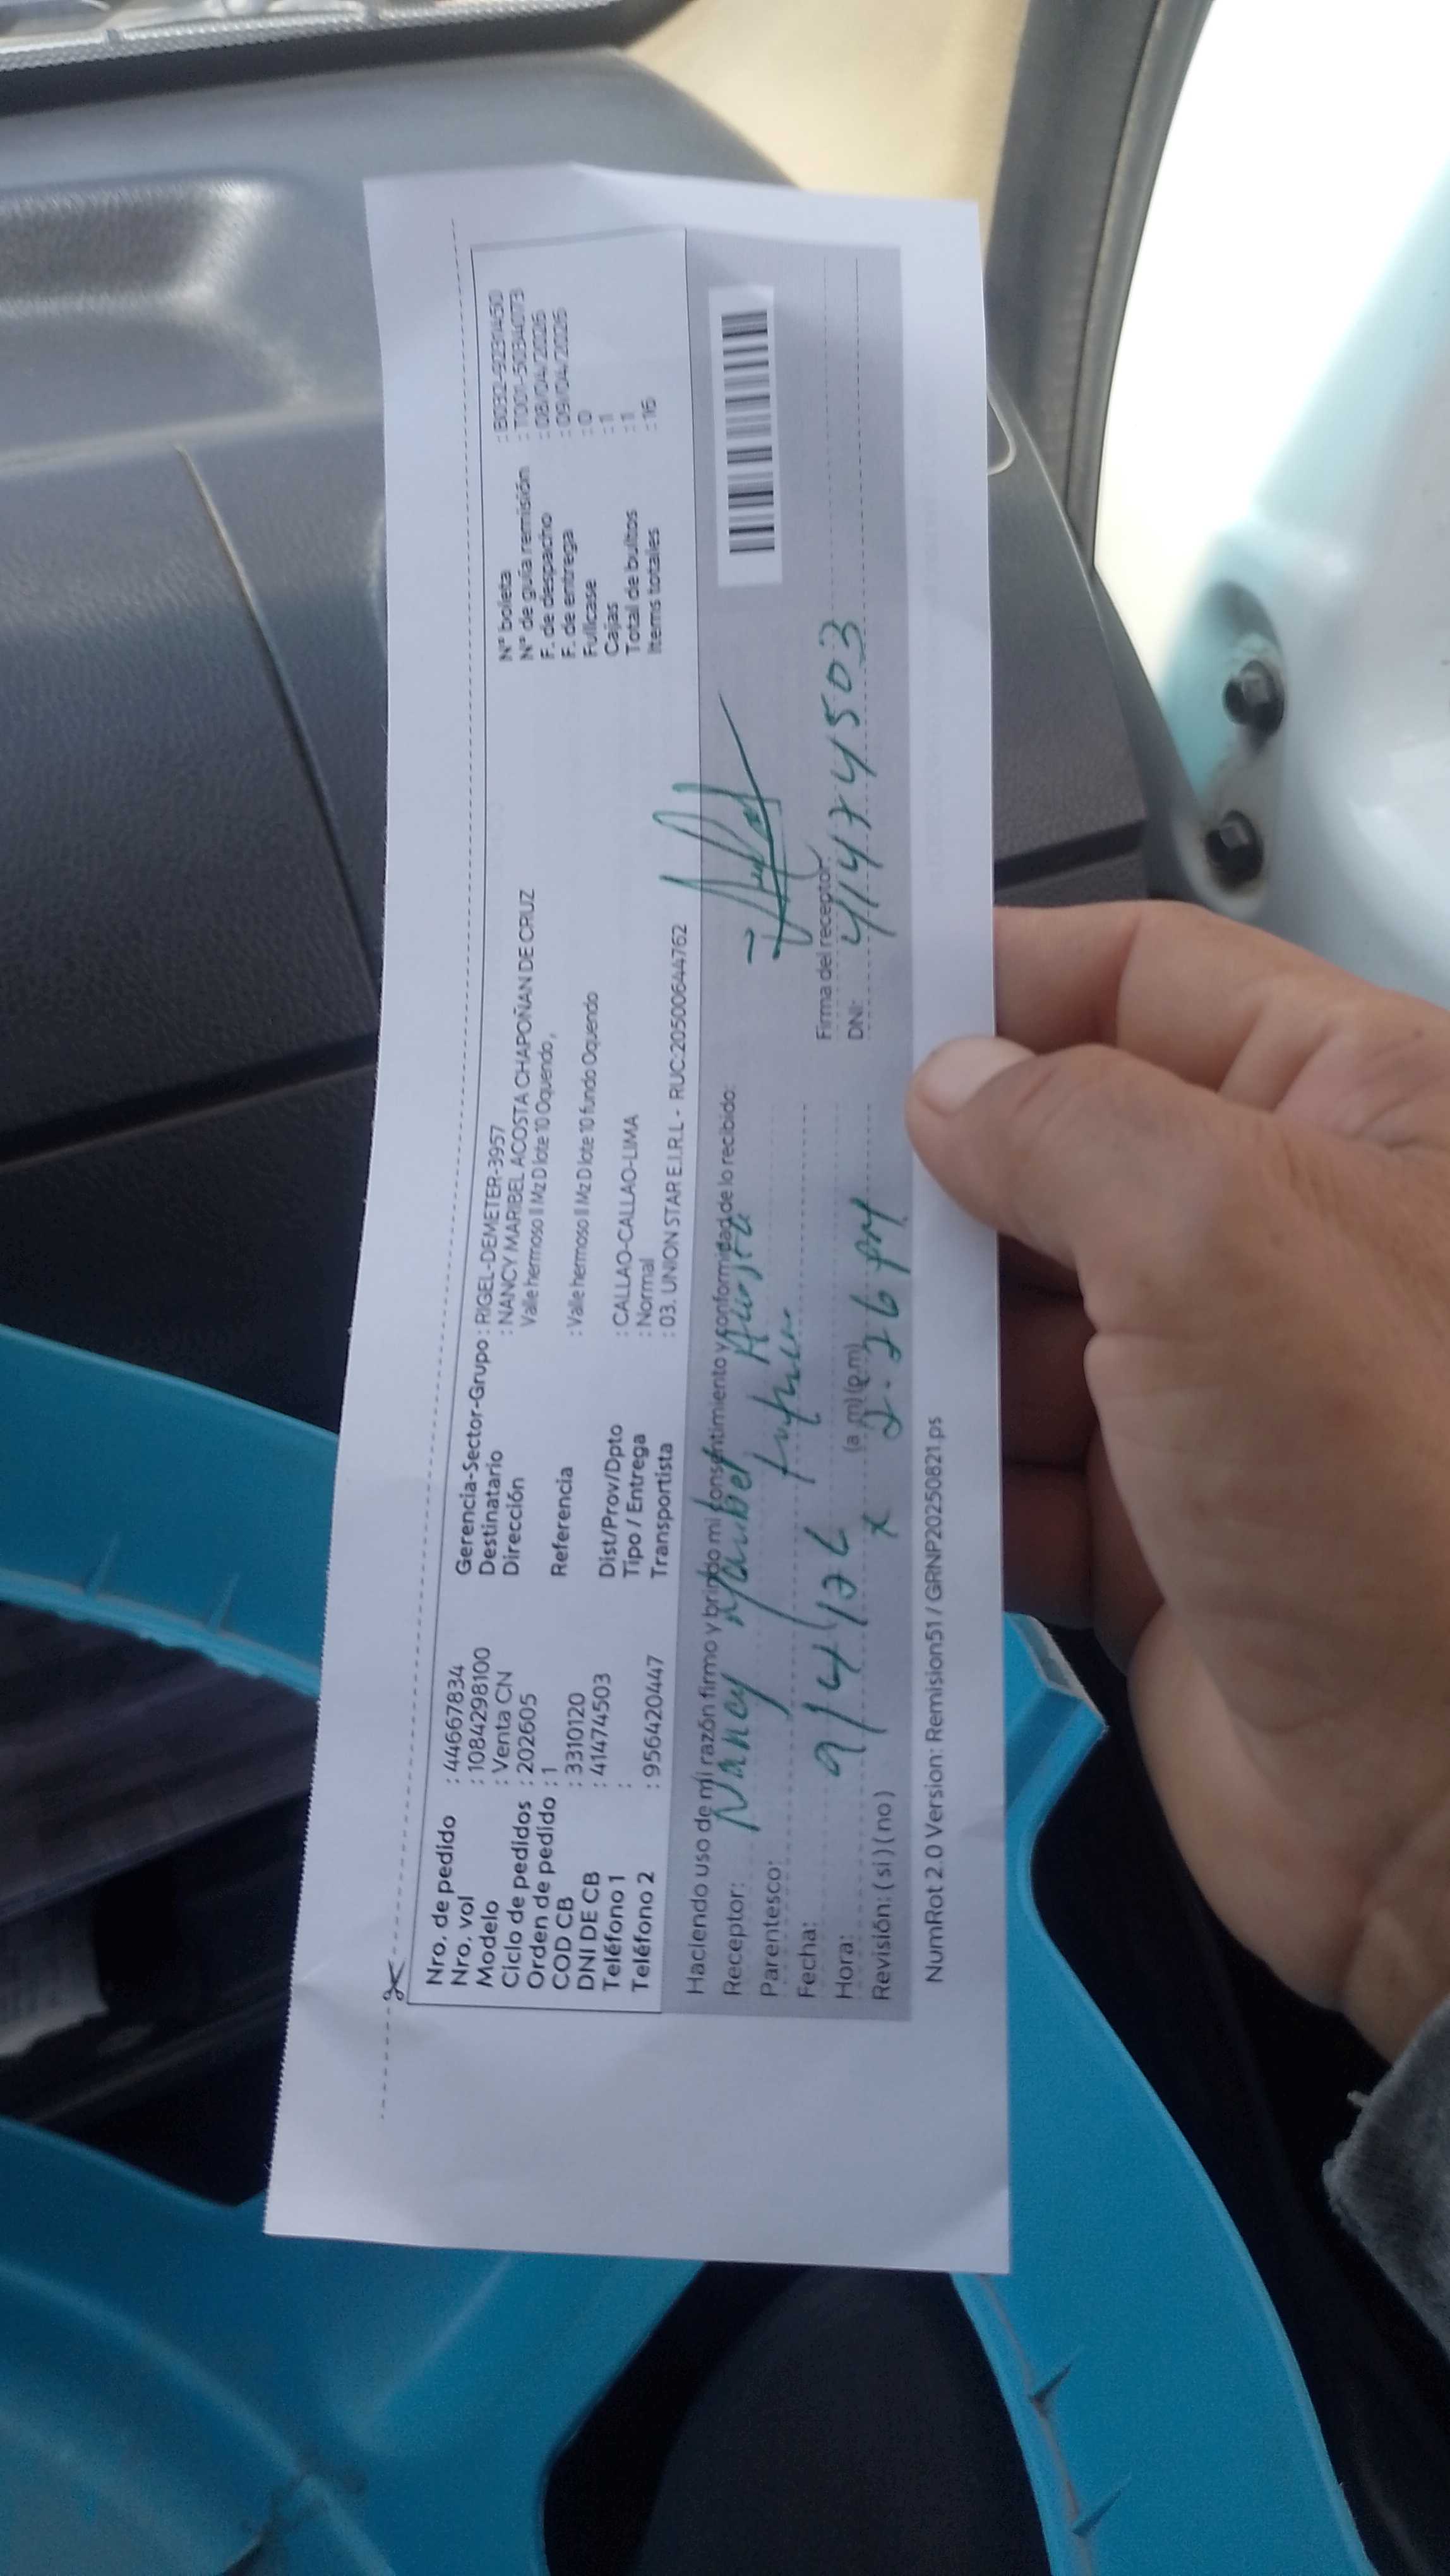 Nro. de pedido : 44667834
Nro. vol : 1084298100
Modelo : Venta CN
Ciclo de pedidos : 202605
Orden de pedido : 1
COD CB : 3310120
DNI DE CB : 41474503
Teléfono 1 :
Teléfono 2 : 956420447
Gerencia-Sector-Grupo : RIGEL-DEMETER-3957
Destinatario : NANCY MARIBEL ACOSTA CHAPOÑAN DE CRUZ
Dirección Valle hermoso II Mz D lote 10 Oquendo,
Referencia : Valle hermoso II Mz D lote 10 fundo Oquendo
Dist/Prov/Dpto : CALLAO-CALLAO-LIMA
Tipo / Entrega : Normal
Transportista : 03. UNION STAR E.I.R.L - RUC:20500644762
N° boleta : B032-9231450
N° de guía remisión : T001-5034073
F. de despacho : 08/04/2026
F. de entrega : 09/04/2026
Fullcase : 0
Cajas : 1
Total de bultos : 1
Items totales : 16
Haciendo uso de mi razón firmo y brindo mi consentimiento y conformidad de lo recibido:
Receptor: Nancy Maribel Acosta
Parentesco:
Fecha: 9/4/26
Hora: (a.m)(p.m) 2:26 pm
Revisión: ( si ) ( no ) x
Firma del receptor
DNI: 41474503
NumRot 2.0 Version: Remision51 / GRNP20250821 ps